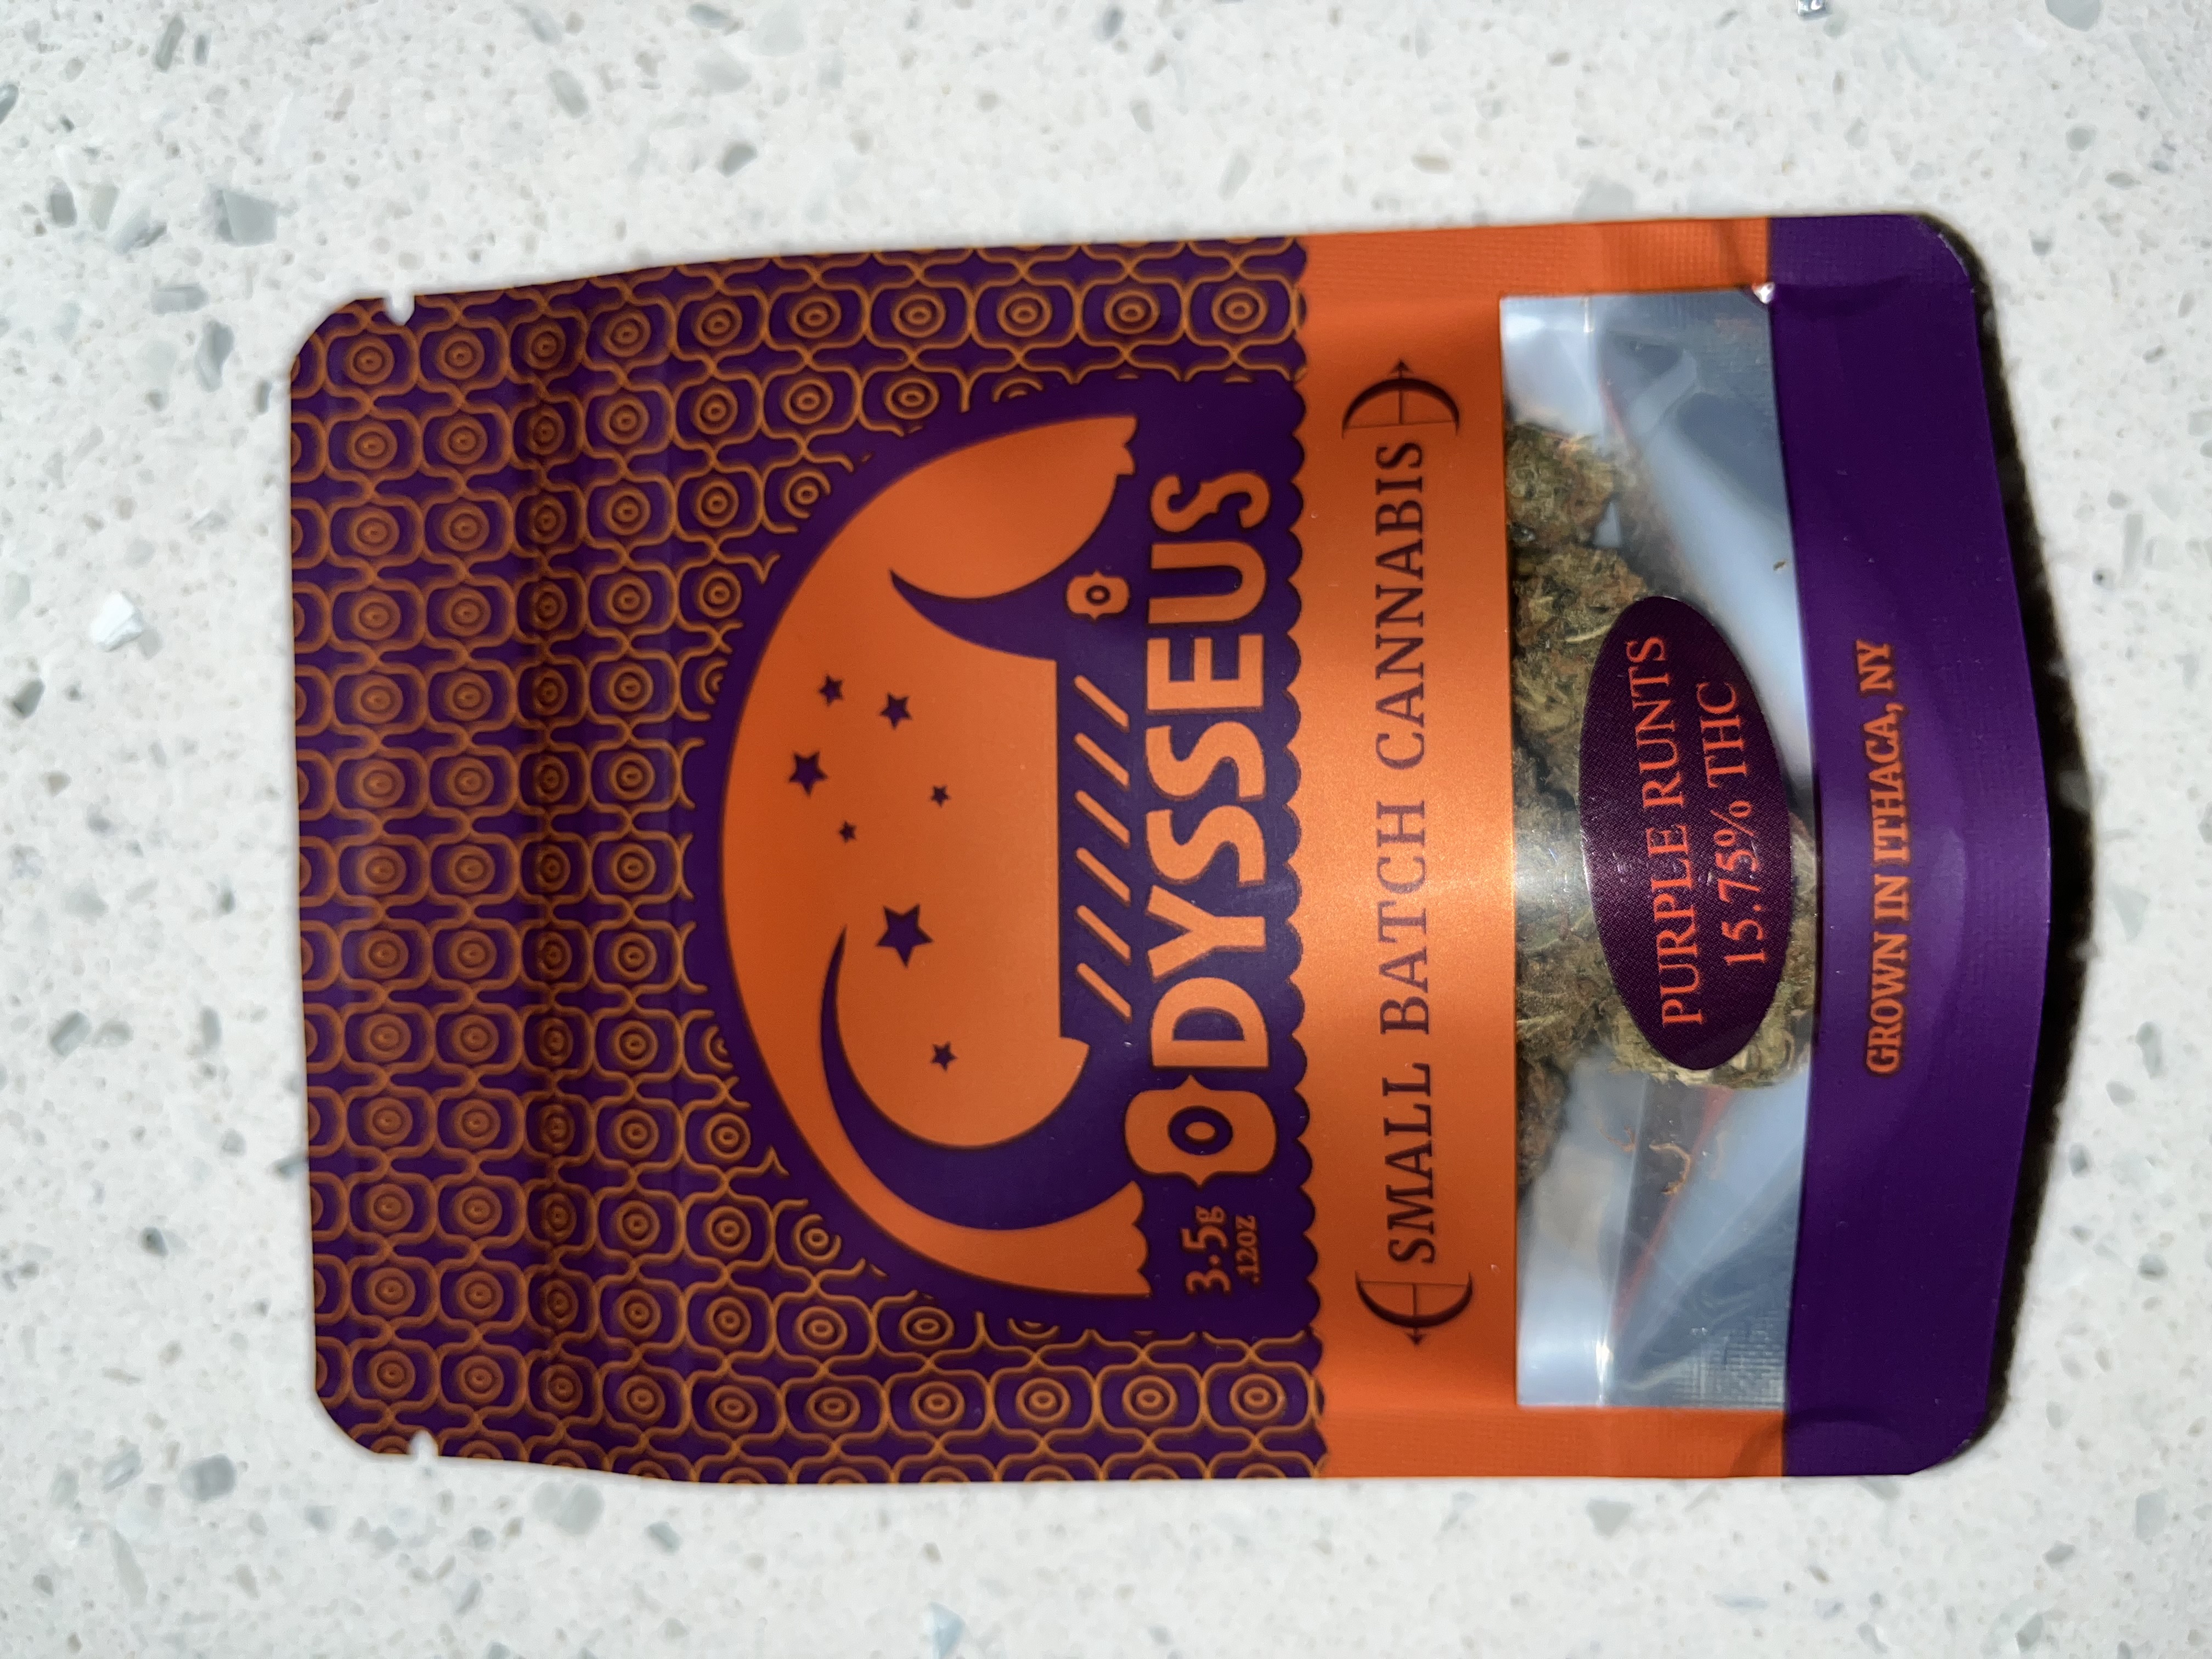 ODYSSEUS
3.5g
.12oz
SMALL BATCH CANNABIS
PURPLE RUNTS
15.75% THC
GROWN IN ITHACA, NY